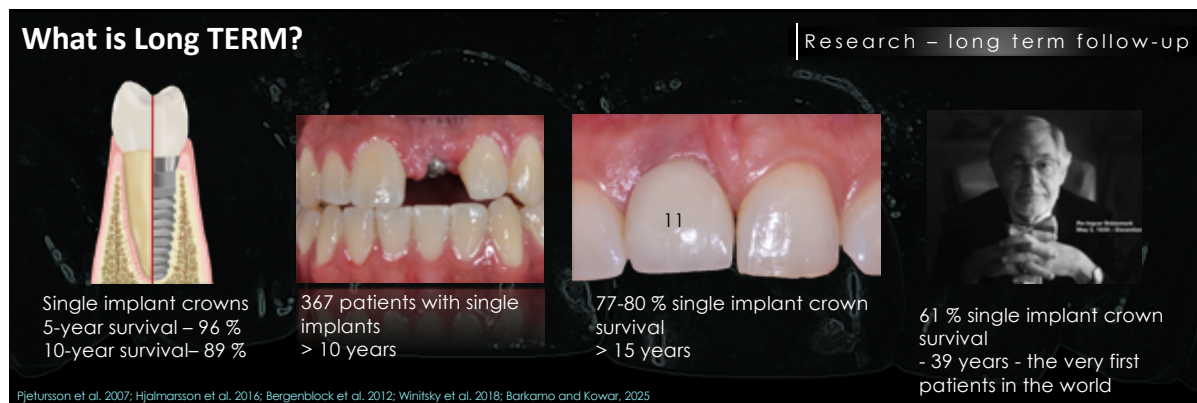 What is Long TERM?
Research – long term follow-up
11
Per-Ingvar Brånemark
Single implant crowns
5-year survival – 96 %
10-year survival– 89 %
367 patients with single
implants
> 10 years
77-80 % single implant crown
survival
> 15 years
61 % single implant crown
survival
- 39 years - the very first
patients in the world
Pjetursson et al. 2007; Hjalmarsson et al. 2016; Bergenblock et al. 2012; Winitsky et al. 2018; Barkamo and Kowar, 2025